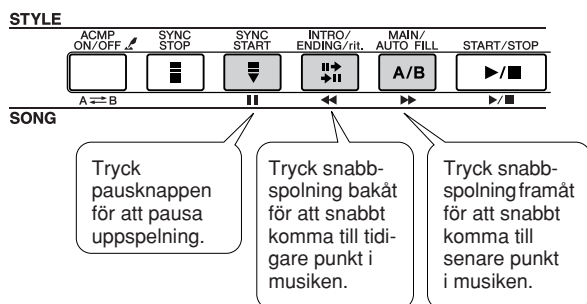 STYLE
ACMP
ON/OFF
SYNC
STOP
SYNC
START
INTRO/
ENDING/rit.
MAIN/
AUTO FILL
START/STOP
A/B
A ⇄ B
SONG
Tryck
pausknappen
för att pausa
uppspelning.
Tryck snabb-
spolning bakåt
för att snabbt
komma till tidi-
gare punkt i
musiken.
Tryck snabb-
spolning framåt
för att snabbt
komma till
senare punkt
i musiken.